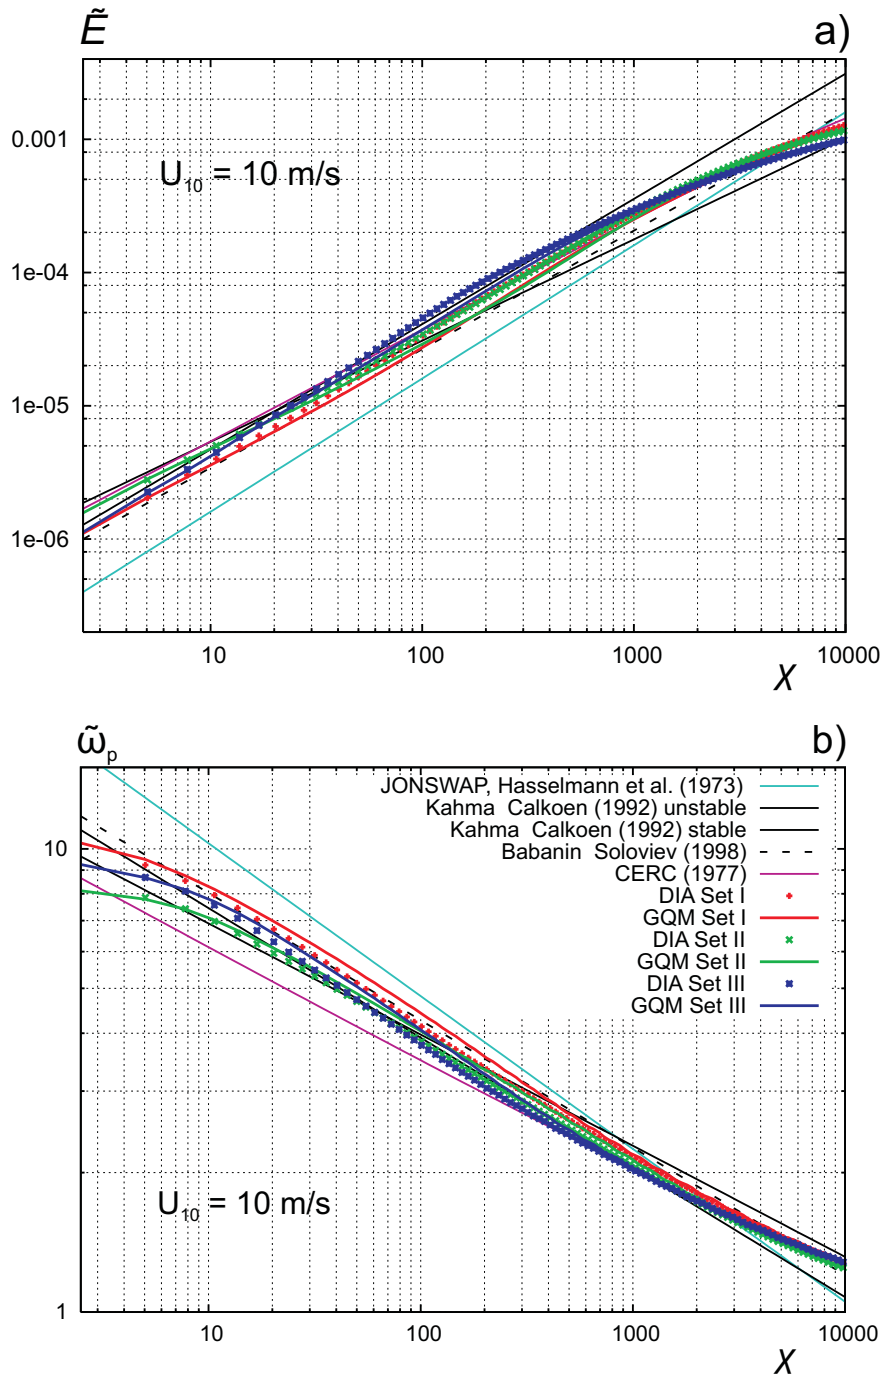 Ẽ
a)
0.001
U₁₀ = 10 m/s
1e-04
1e-05
1e-06
10 100 1000 10000
χ
ω̃ₚ
b)
JONSWAP, Hasselmann et al. (1973)
Kahma Calkoen (1992) unstable
Kahma Calkoen (1992) stable
Babanin Soloviev (1998)
CERC (1977)
DIA Set I
GQM Set I
DIA Set II
GQM Set II
DIA Set III
GQM Set III
10
U₁₀ = 10 m/s
1
10 100 1000 10000
χ